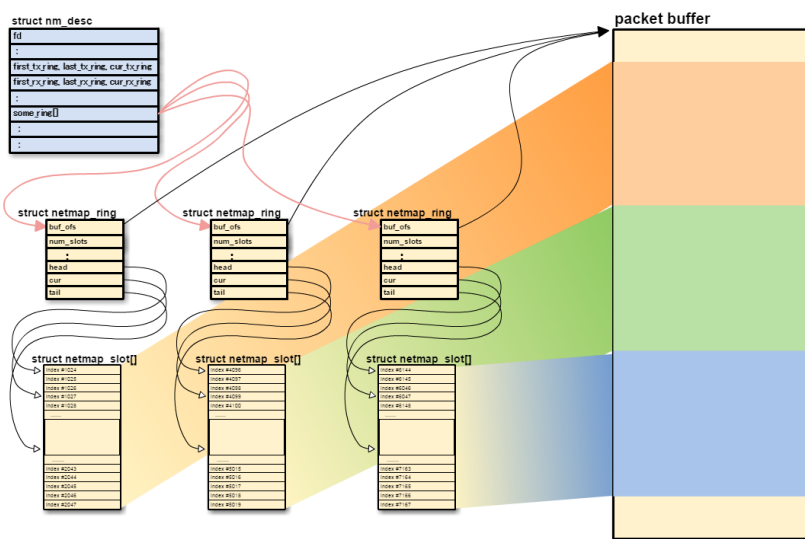 struct nm_desc
fd
:
first_tx_ring, last_tx_ring, cur_tx_ring
first_rx_ring, last_rx_ring, cur_rx_ring
:
some_ring[]
:
:
packet buffer
struct netmap_ring
buf_ofs
num_slots
:
head
cur
tail
struct netmap_ring
buf_ofs
num_slots
:
head
cur
tail
struct netmap_ring
buf_ofs
num_slots
:
head
cur
tail
struct netmap_slot[]
index #1024
index #1025
index #1026
index #1027
index #1028
......
......
index #2043
index #2044
index #2045
index #2046
index #2047
struct netmap_slot[]
index #4096
index #4097
index #4098
index #4099
index #4100
......
......
index #5015
index #5016
index #5017
index #5018
index #5019
struct netmap_slot[]
index #6144
index #6145
index #6046
index #6047
index #6148
......
......
index #7163
index #7164
index #7165
index #7166
index #7167